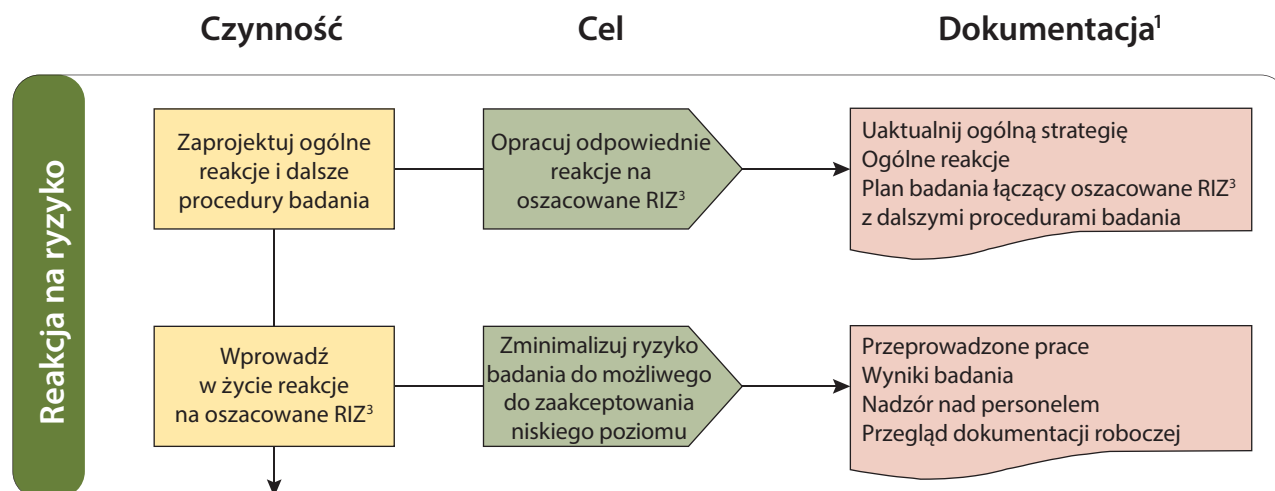 Czynność
Cel
Dokumentacja¹
Reakcja na ryzyko
Zaprojektuj ogólne
reakcje i dalsze
procedury badania
Opracuj odpowiednie
reakcje na
oszacowane RIZ³
Uaktualnij ogólną strategię
Ogólne reakcje
Plan badania łączący oszacowane RIZ³
z dalszymi procedurami badania
Wprowadź
w życie reakcje
na oszacowane RIZ³
Zminimalizuj ryzyko
badania do możliwego
do zaakceptowania
niskiego poziomu
Przeprowadzone prace
Wyniki badania
Nadzór nad personelem
Przegląd dokumentacji roboczej